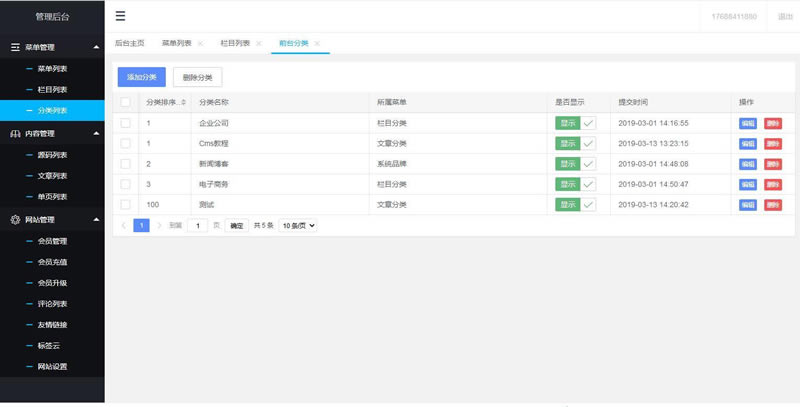 管理后台
17688411880 退出
后台主页 菜单列表 栏目列表 前台分类
菜单管理
菜单列表
栏目列表
分类列表
内容管理
源码列表
文章列表
单页列表
网站管理
会员管理
会员充值
会员升级
评论列表
友情链接
标签云
网站设置
添加分类 删除分类
分类排序.. 分类名称 所属菜单 是否显示 提交时间 操作
1 企业公司 栏目分类 显示 2019-03-01 14:16:55 编辑 删除
1 Cms教程 文章分类 显示 2019-03-13 13:23:15 编辑 删除
2 新闻博客 系统品牌 显示 2019-03-01 14:48:08 编辑 删除
3 电子商务 栏目分类 显示 2019-03-01 14:50:47 编辑 删除
100 测试 文章分类 显示 2019-03-13 14:20:42 编辑 删除
1 到第 1 页 确定 共 5 条 10 条/页